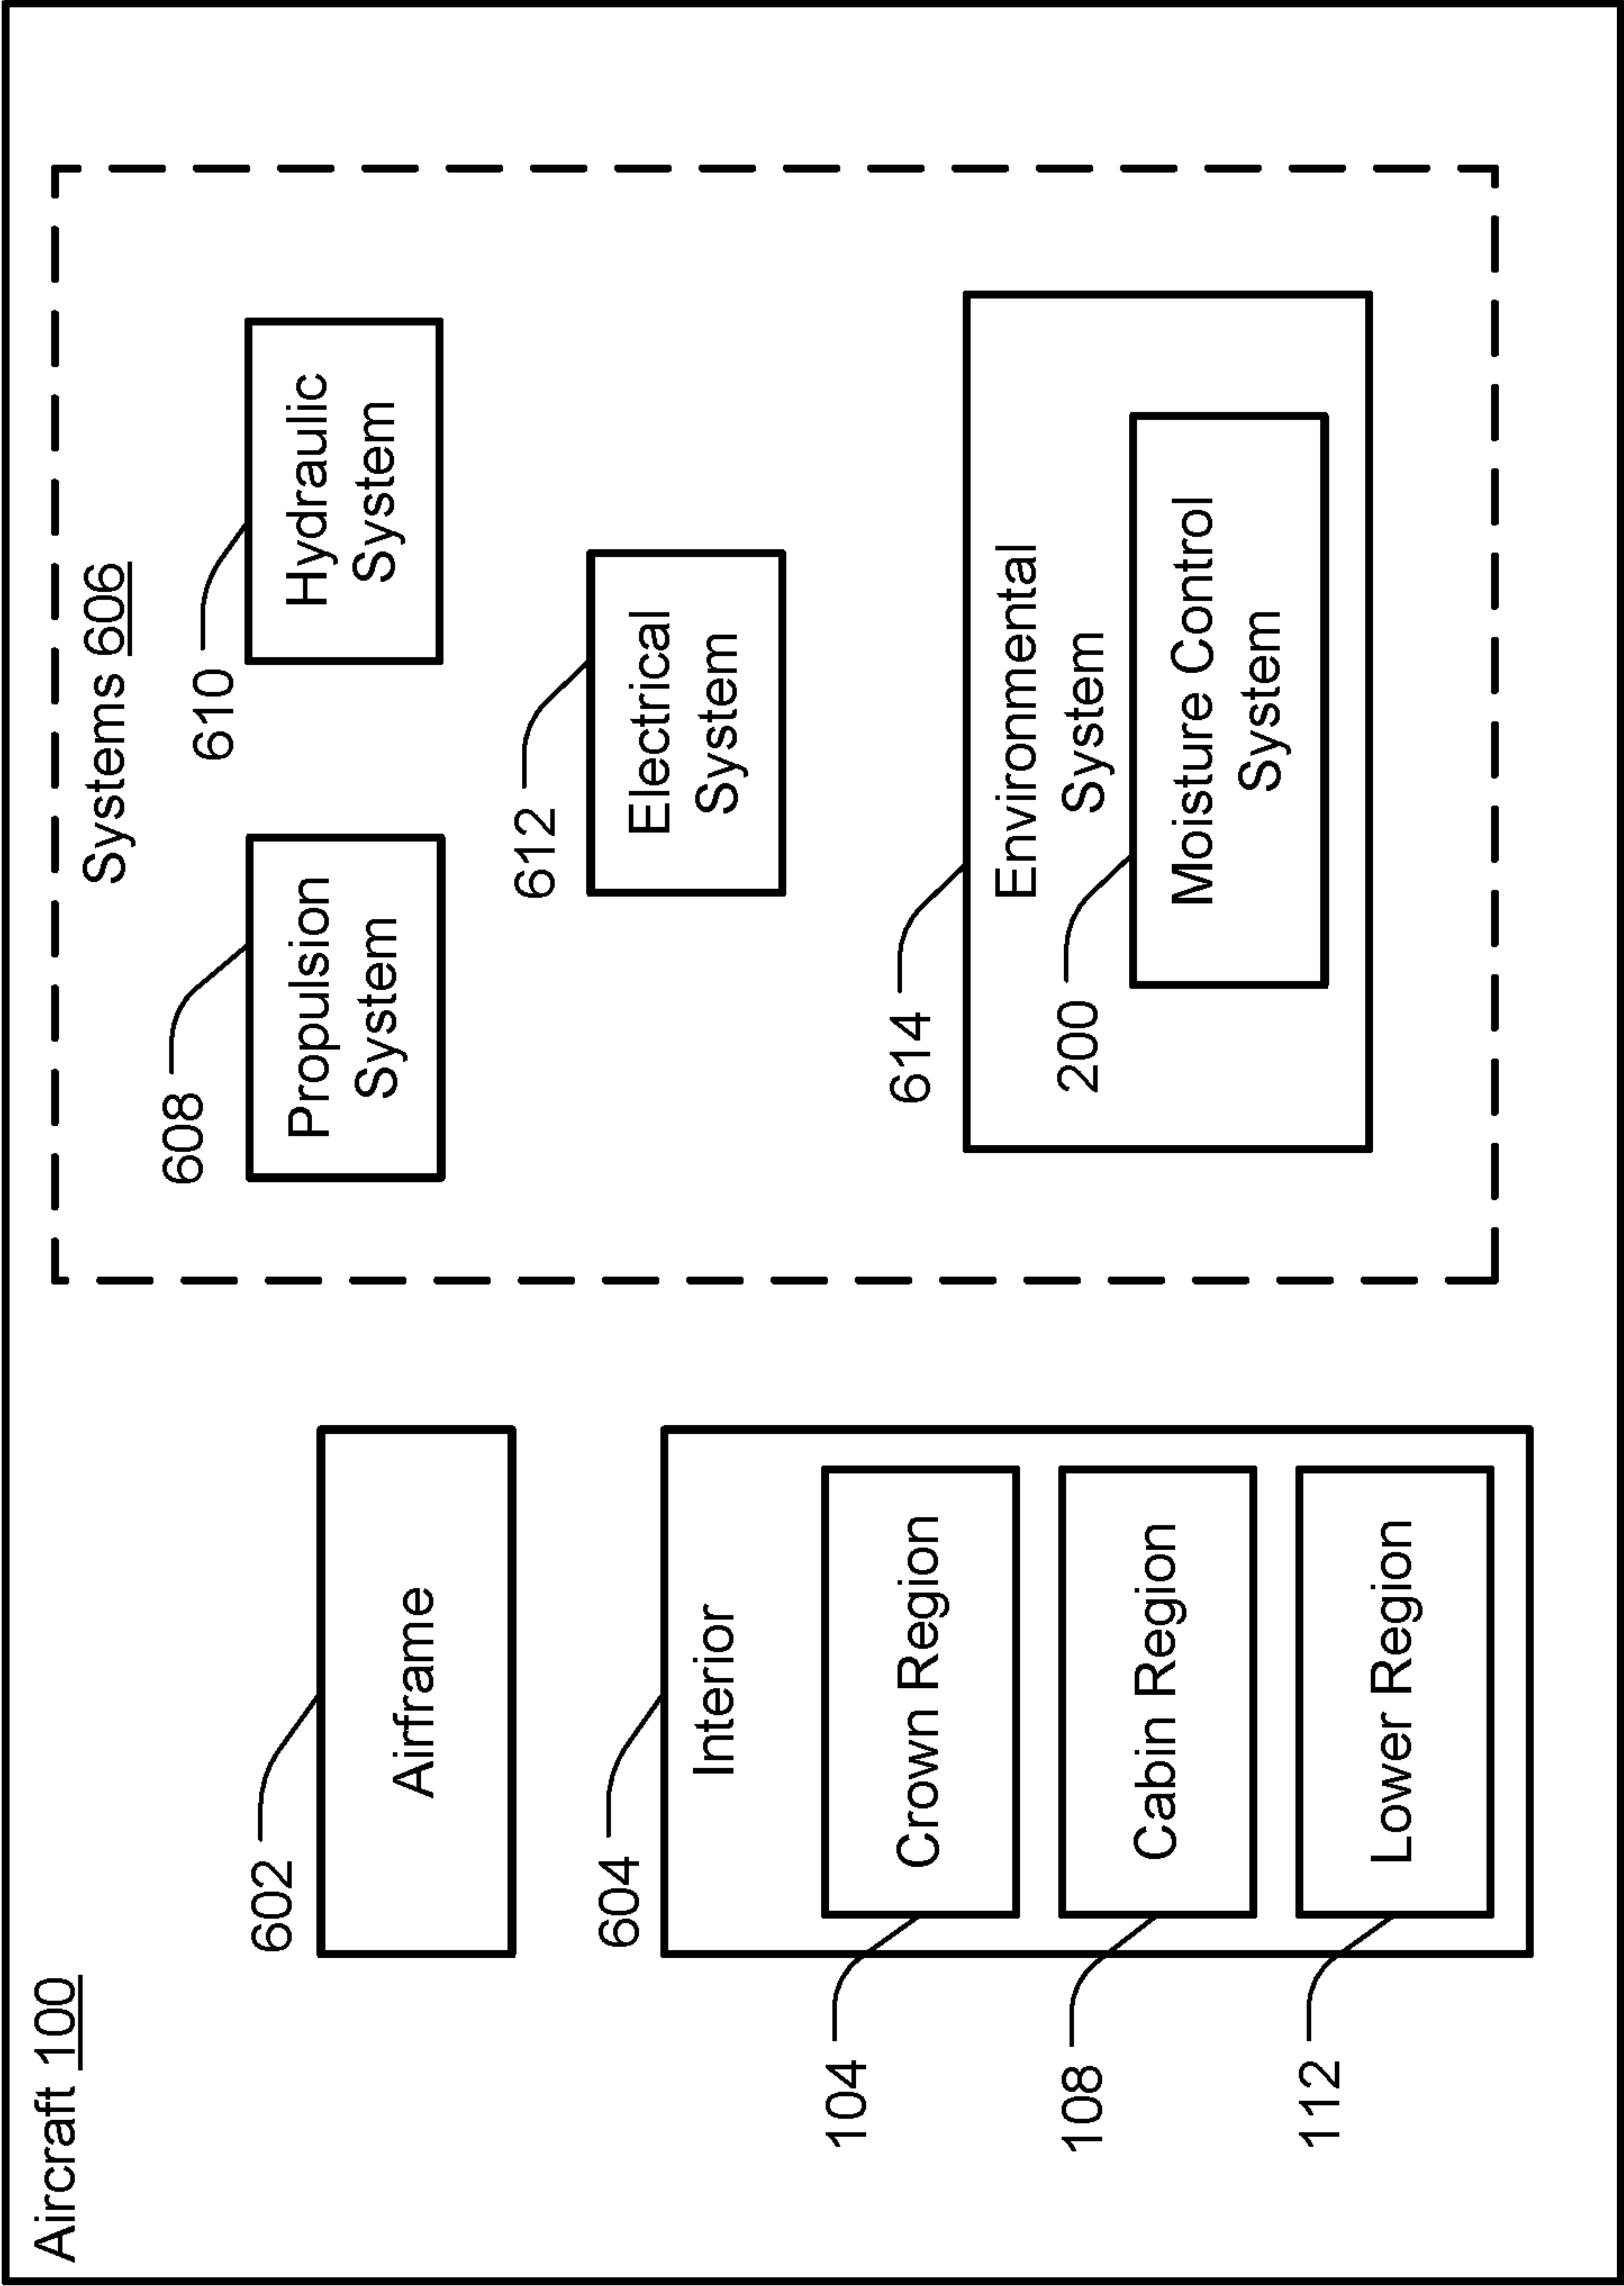 Aircraft 100
602
Airframe
604
Interior
104
Crown Region
108
Cabin Region
112
Lower Region
Systems 606
608
Propulsion
System
610
Hydraulic
System
612
Electrical
System
614
Environmental
System
200
Moisture Control
System